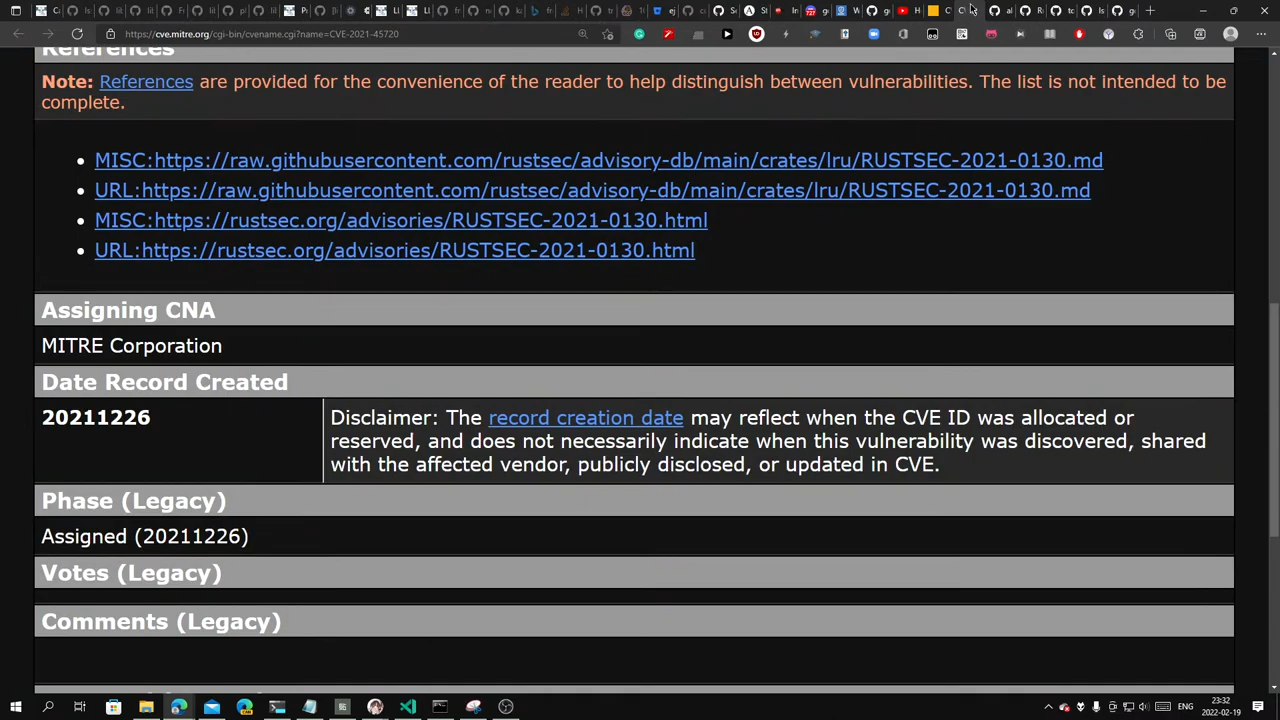 https://cve.mitre.org/cgi-bin/cvename.cgi?name=CVE-2021-45720
References
Note: References are provided for the convenience of the reader to help distinguish between vulnerabilities. The list is not intended to be
complete.
• MISC:https://raw.githubusercontent.com/rustsec/advisory-db/main/crates/lru/RUSTSEC-2021-0130.md
• URL:https://raw.githubusercontent.com/rustsec/advisory-db/main/crates/lru/RUSTSEC-2021-0130.md
• MISC:https://rustsec.org/advisories/RUSTSEC-2021-0130.html
• URL:https://rustsec.org/advisories/RUSTSEC-2021-0130.html
Assigning CNA
MITRE Corporation
Date Record Created
20211226
Disclaimer: The record creation date may reflect when the CVE ID was allocated or
reserved, and does not necessarily indicate when this vulnerability was discovered, shared
with the affected vendor, publicly disclosed, or updated in CVE.
Phase (Legacy)
Assigned (20211226)
Votes (Legacy)
Comments (Legacy)
ENG
23:32
2022-02-19